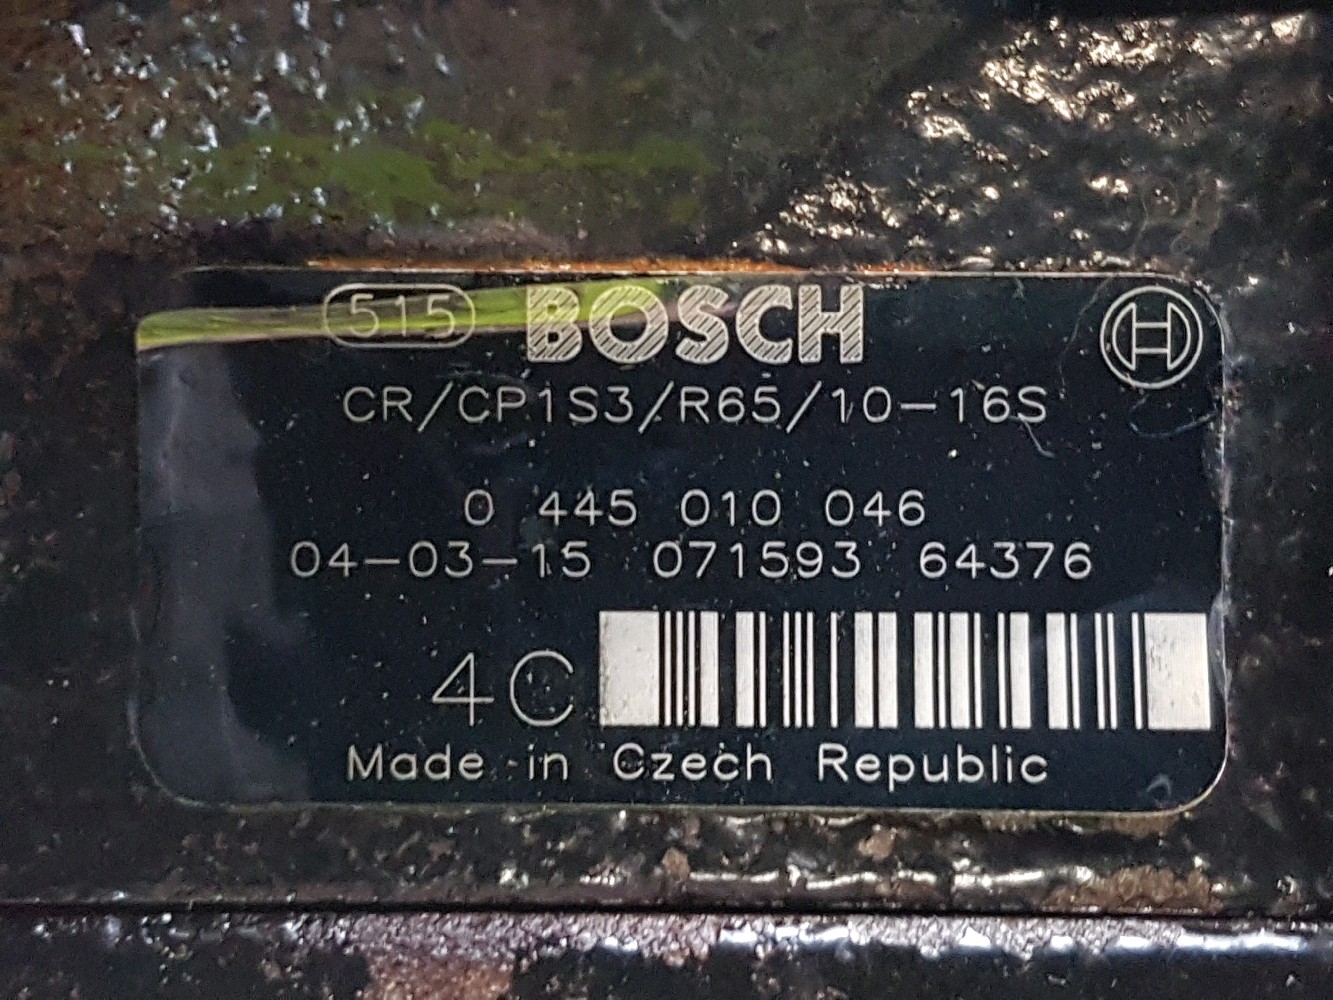 515 BOSCH
CR/CP1S3/R65/10-16S
0 445 010 046
04-03-15 071593 64376
4C
Made in Czech Republic